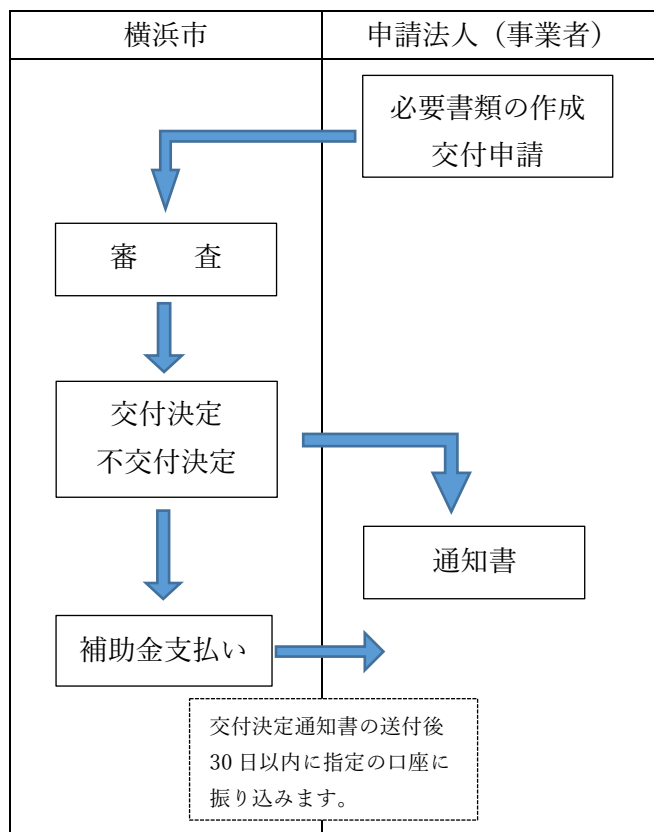 横浜市
申請法人（事業者）
必要書類の作成
交付申請
審　　査
交付決定
不交付決定
通知書
補助金支払い
交付決定通知書の送付後
30 日以内に指定の口座に
振り込みます。